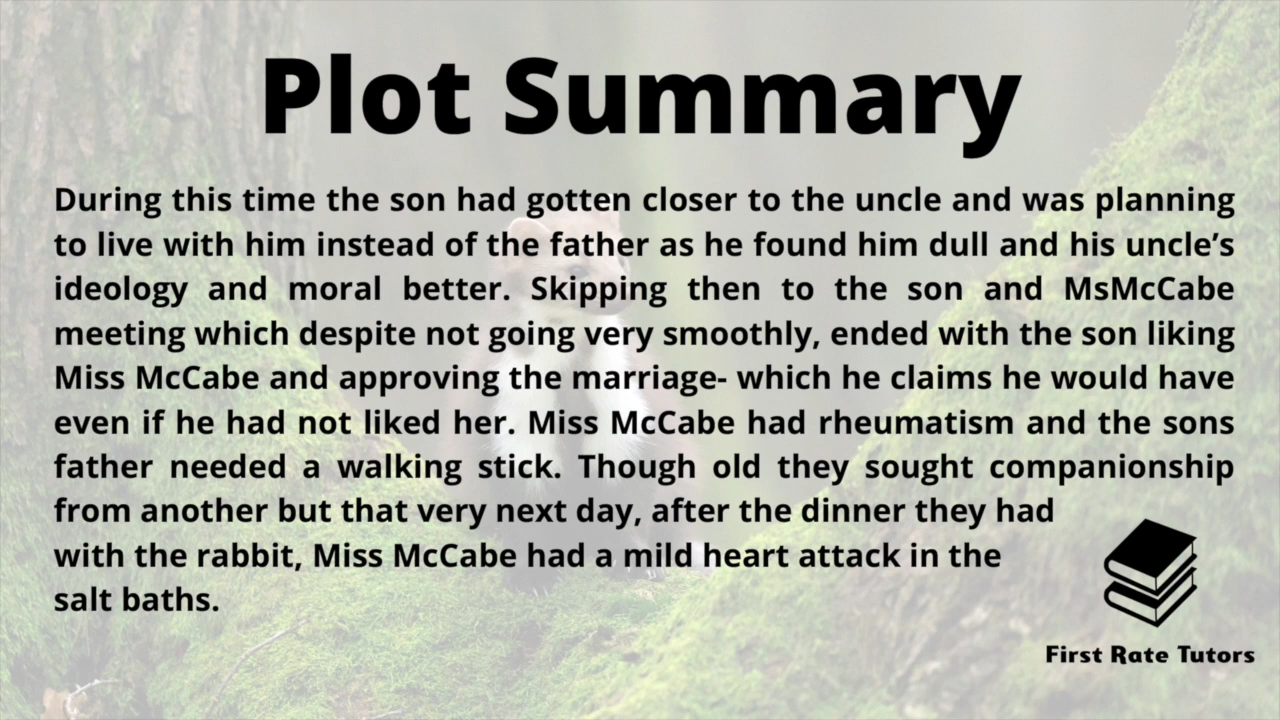 Plot Summary
During this time the son had gotten closer to the uncle and was planning
to live with him instead of the father as he found him dull and his uncle’s
ideology and moral better. Skipping then to the son and MsMcCabe
meeting which despite not going very smoothly, ended with the son liking
Miss McCabe and approving the marriage- which he claims he would have
even if he had not liked her. Miss McCabe had rheumatism and the sons
father needed a walking stick. Though old they sought companionship
from another but that very next day, after the dinner they had
with the rabbit, Miss McCabe had a mild heart attack in the
salt baths.
First Rate Tutors